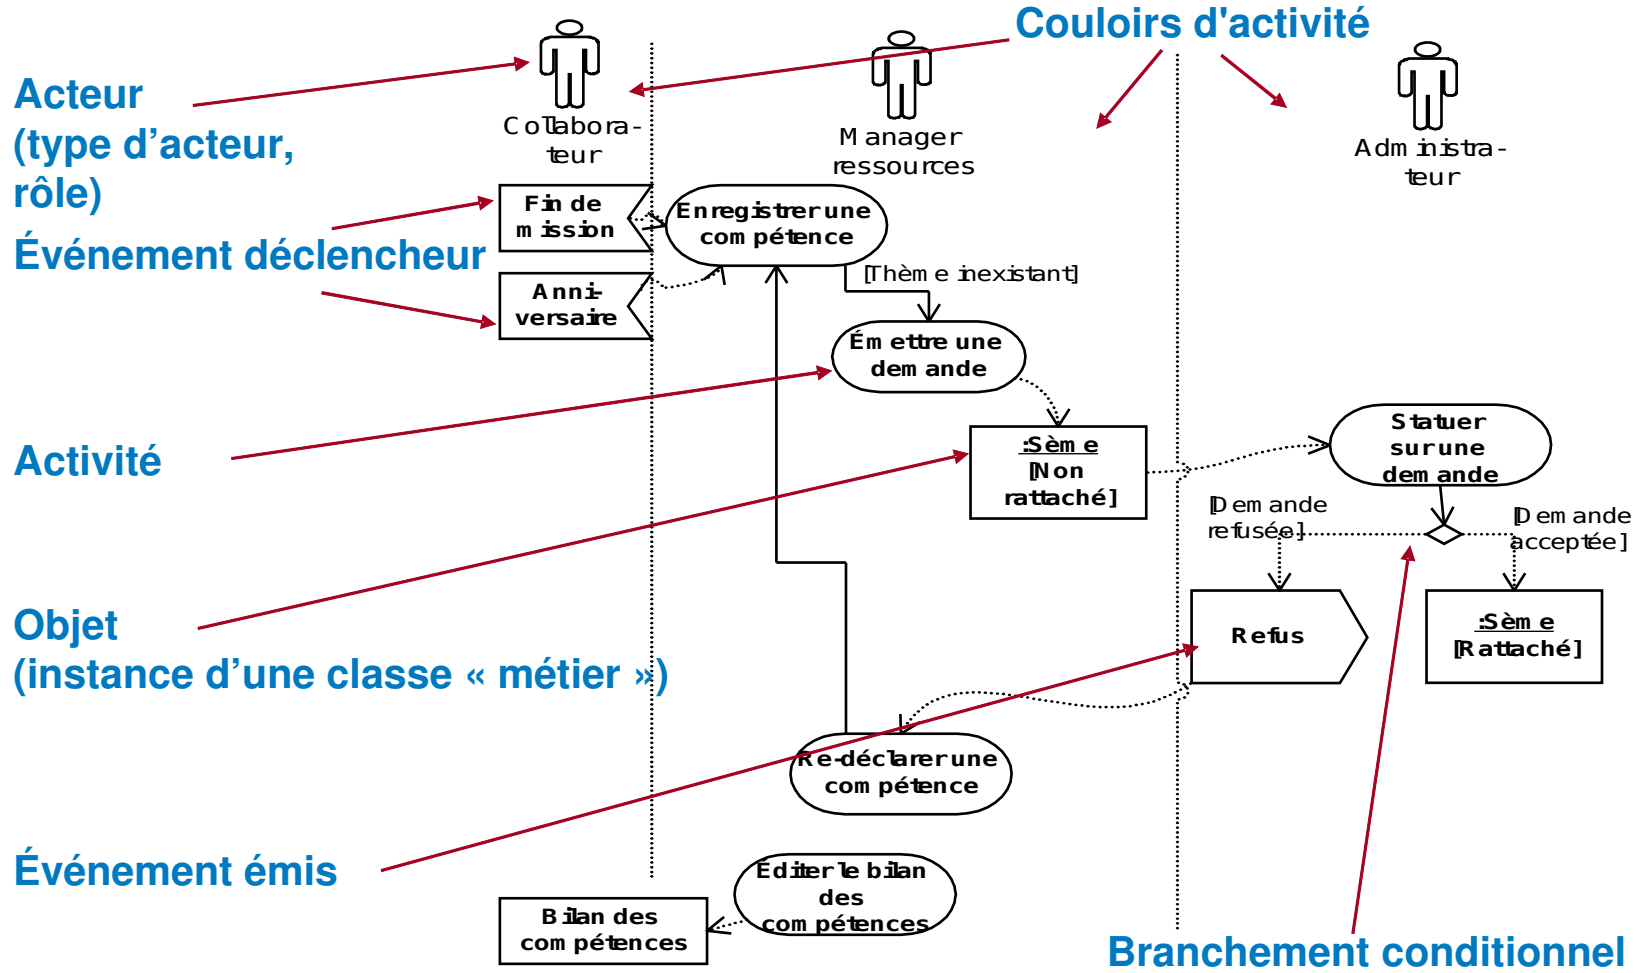 Couloirs d'activité
Acteur
(type d’acteur,
rôle)
Collabora-
teur
Manager
ressources
Administra-
teur
Événement déclencheur
Fin de
mission
Enregistrer une
compétence
Anni-
versaire
[Thème inexistant]
Émettre une
demande
Activité
:Sème
[Non
rattaché]
Statuer
sur une
demande
[Demande
refusée]
[Demande
acceptée]
Objet
(instance d’une classe « métier »)
Refus
:Sème
[Rattaché]
Re-déclarer une
compétence
Événement émis
Éditer le bilan
des
compétences
Bilan des
compétences
Branchement conditionnel